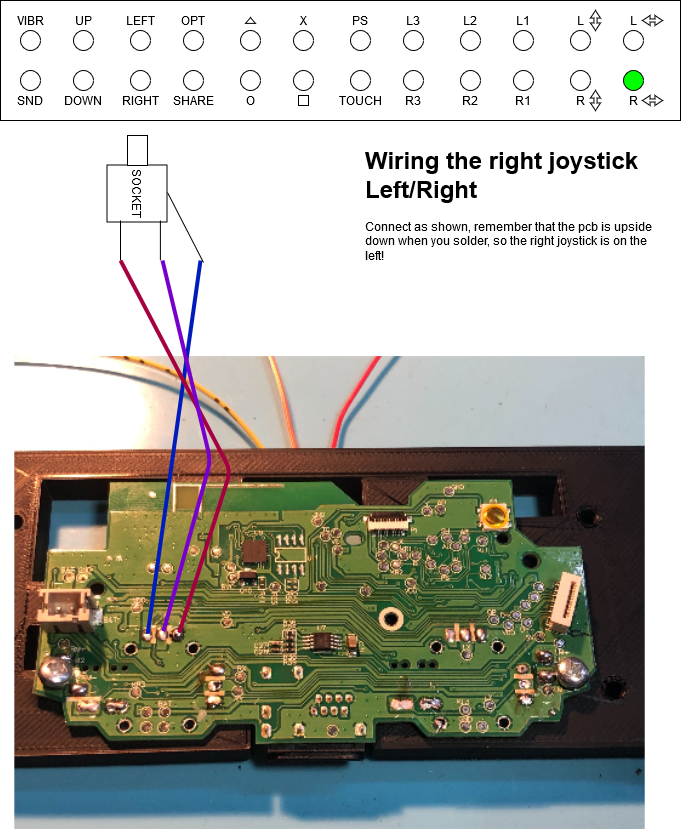 VIBR UP LEFT OPT X PS L3 L2 L1 L L
SND DOWN RIGHT SHARE O TOUCH R3 R2 R1 R R
SOCKET
Wiring the right joystick
Left/Right
Connect as shown, remember that the pcb is upside
down when you solder, so the right joystick is on the
left!